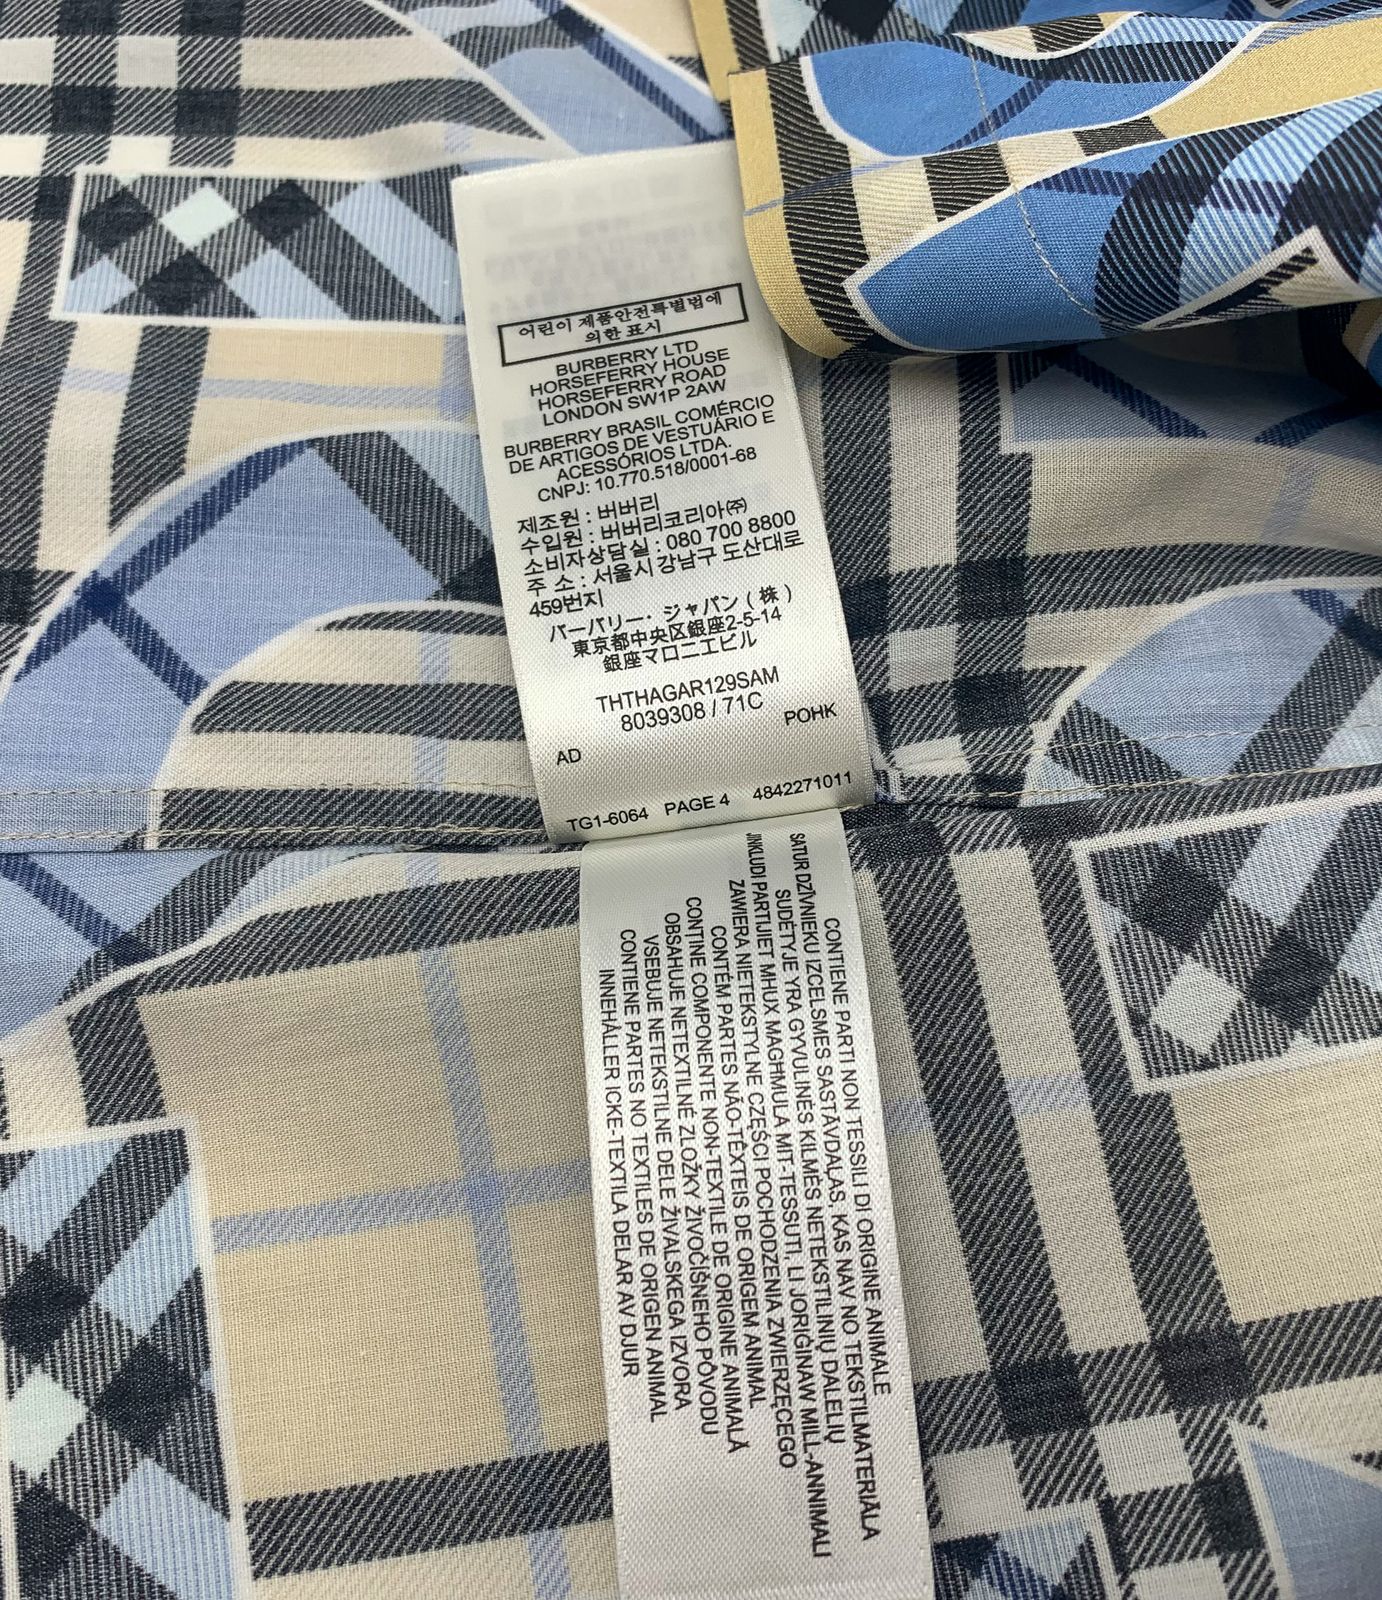 어린이 제품안전특별법에
의한 표시
BURBERRY LTD
HORSEFERRY HOUSE
HORSEFERRY ROAD
LONDON SW1P 2AW
BURBERRY BRASIL COMÉRCIO
DE ARTIGOS DE VESTUÁRIO E
ACESSÓRIOS LTDA.
CNPJ: 10.770.518/0001-68
제조원 : 버버리
수입원 : 버버리코리아㈜
소비자상담실 : 080 700 8800
주 소 : 서울시 강남구 도산대로
459번지
バーバリー・ジャパン（株）
東京都中央区銀座2-5-14
銀座マロニエビル
THTHAGAR129SAM
8039308 / 71C
AD POHK
TG1-6064 PAGE 4 4842271011
CONTIENE PARTI NON TESSILI DI ORIGINE ANIMALE
SATUR DZĪVNIEKU IZCELSMES SASTĀVDAĻAS, KAS NAV NO TEKSTILMATERIĀLA
SUDĖTYJE YRA GYVULINĖS KILMĖS NETEKSTILINIŲ DALELIŲ
JINKLUDI PARTIJIET MHUX MAGĦMULA MIT-TESSUTI, LI JORIĠINAW MILL-ANNIMALI
ZAWIERA NIETEKSTYLNE CZĘŚCI POCHODZENIA ZWIERZĘCEGO
CONTÉM PARTES NÃO-TÊXTEIS DE ORIGEM ANIMAL
CONTINE COMPONENTE NON-TEXTILE DE ORIGINE ANIMALĂ
OBSAHUJE NETEXTILNÉ ZLOŽKY ŽIVOČÍŠNEHO PÔVODU
VSEBUJE NETEKSTILNE DELE ŽIVALSKEGA IZVORA
CONTIENE PARTES NO TEXTILES DE ORIGEN ANIMAL
INNEHÅLLER ICKE-TEXTILA DELAR AV DJUR